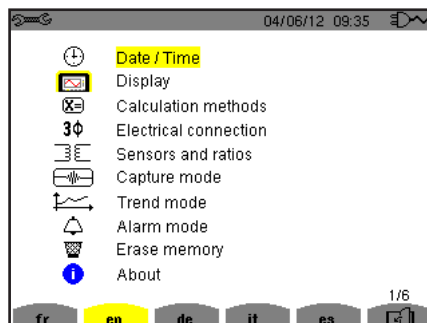 04/06/12 09:35
Date / Time
Display
X= Calculation methods
3ϕ Electrical connection
Sensors and ratios
Capture mode
Trend mode
Alarm mode
Erase memory
i About
1/6
fr en de it es